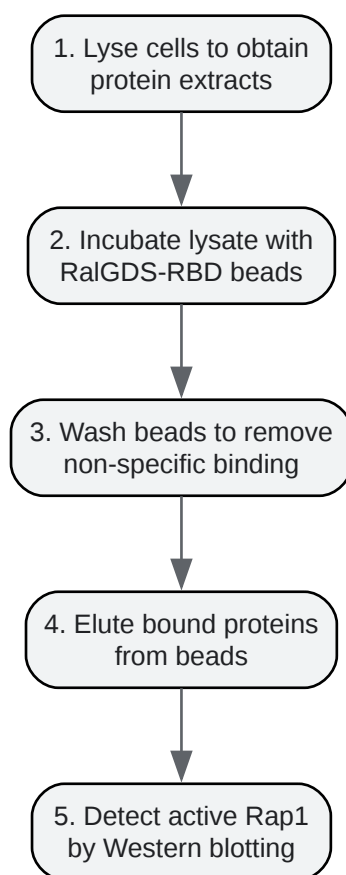 1. Lyse cells to obtain
protein extracts
2. Incubate lysate with
RalGDS-RBD beads
3. Wash beads to remove
non-specific binding
4. Elute bound proteins
from beads
5. Detect active Rap1
by Western blotting